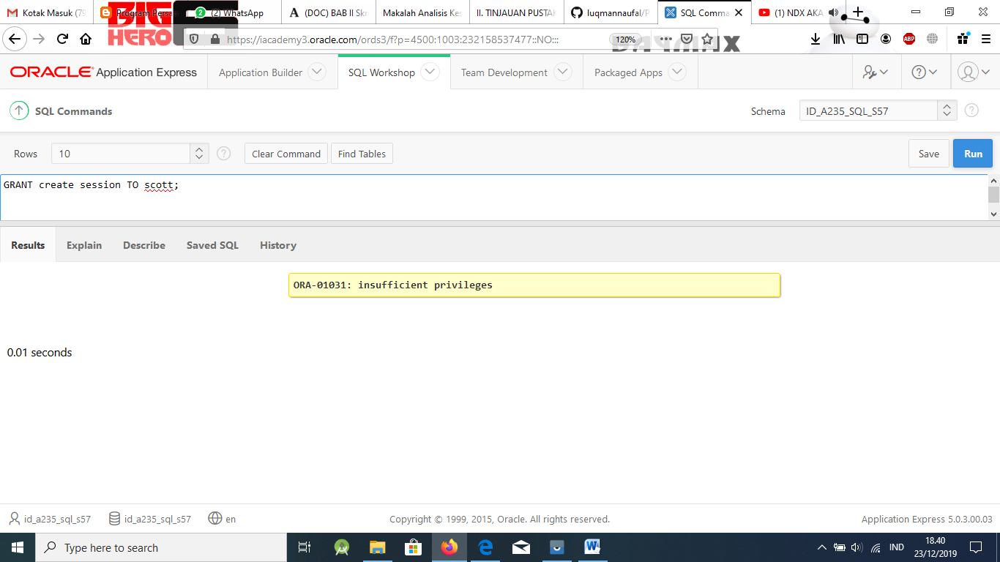 Kotak Masuk (79
Program Persa
(2) WhatsApp
(DOC) BAB II Skr
Makalah Analisis Kes
II. TINJAUAN PUSTAK
luqmannaufal/P
SQL Comma
(1) NDX AKA
BIG
HERO
https://iacademy3.oracle.com/ords3/f?p=4500:1003:232158537477::NO:::
120%
ABP
ORACLE Application Express
Application Builder
SQL Workshop
Team Development
Packaged Apps
SQL Commands
Schema
ID_A235_SQL_S57
Rows
10
Clear Command
Find Tables
Save
Run
GRANT create session TO scott;
Results
Explain
Describe
Saved SQL
History
ORA-01031: insufficient privileges
0.01 seconds
id_a235_sql_s57
id_a235_sql_s57
en
Copyright © 1999, 2015, Oracle. All rights reserved.
Application Express 5.0.3.00.03
Type here to search
IND
18.40
23/12/2019